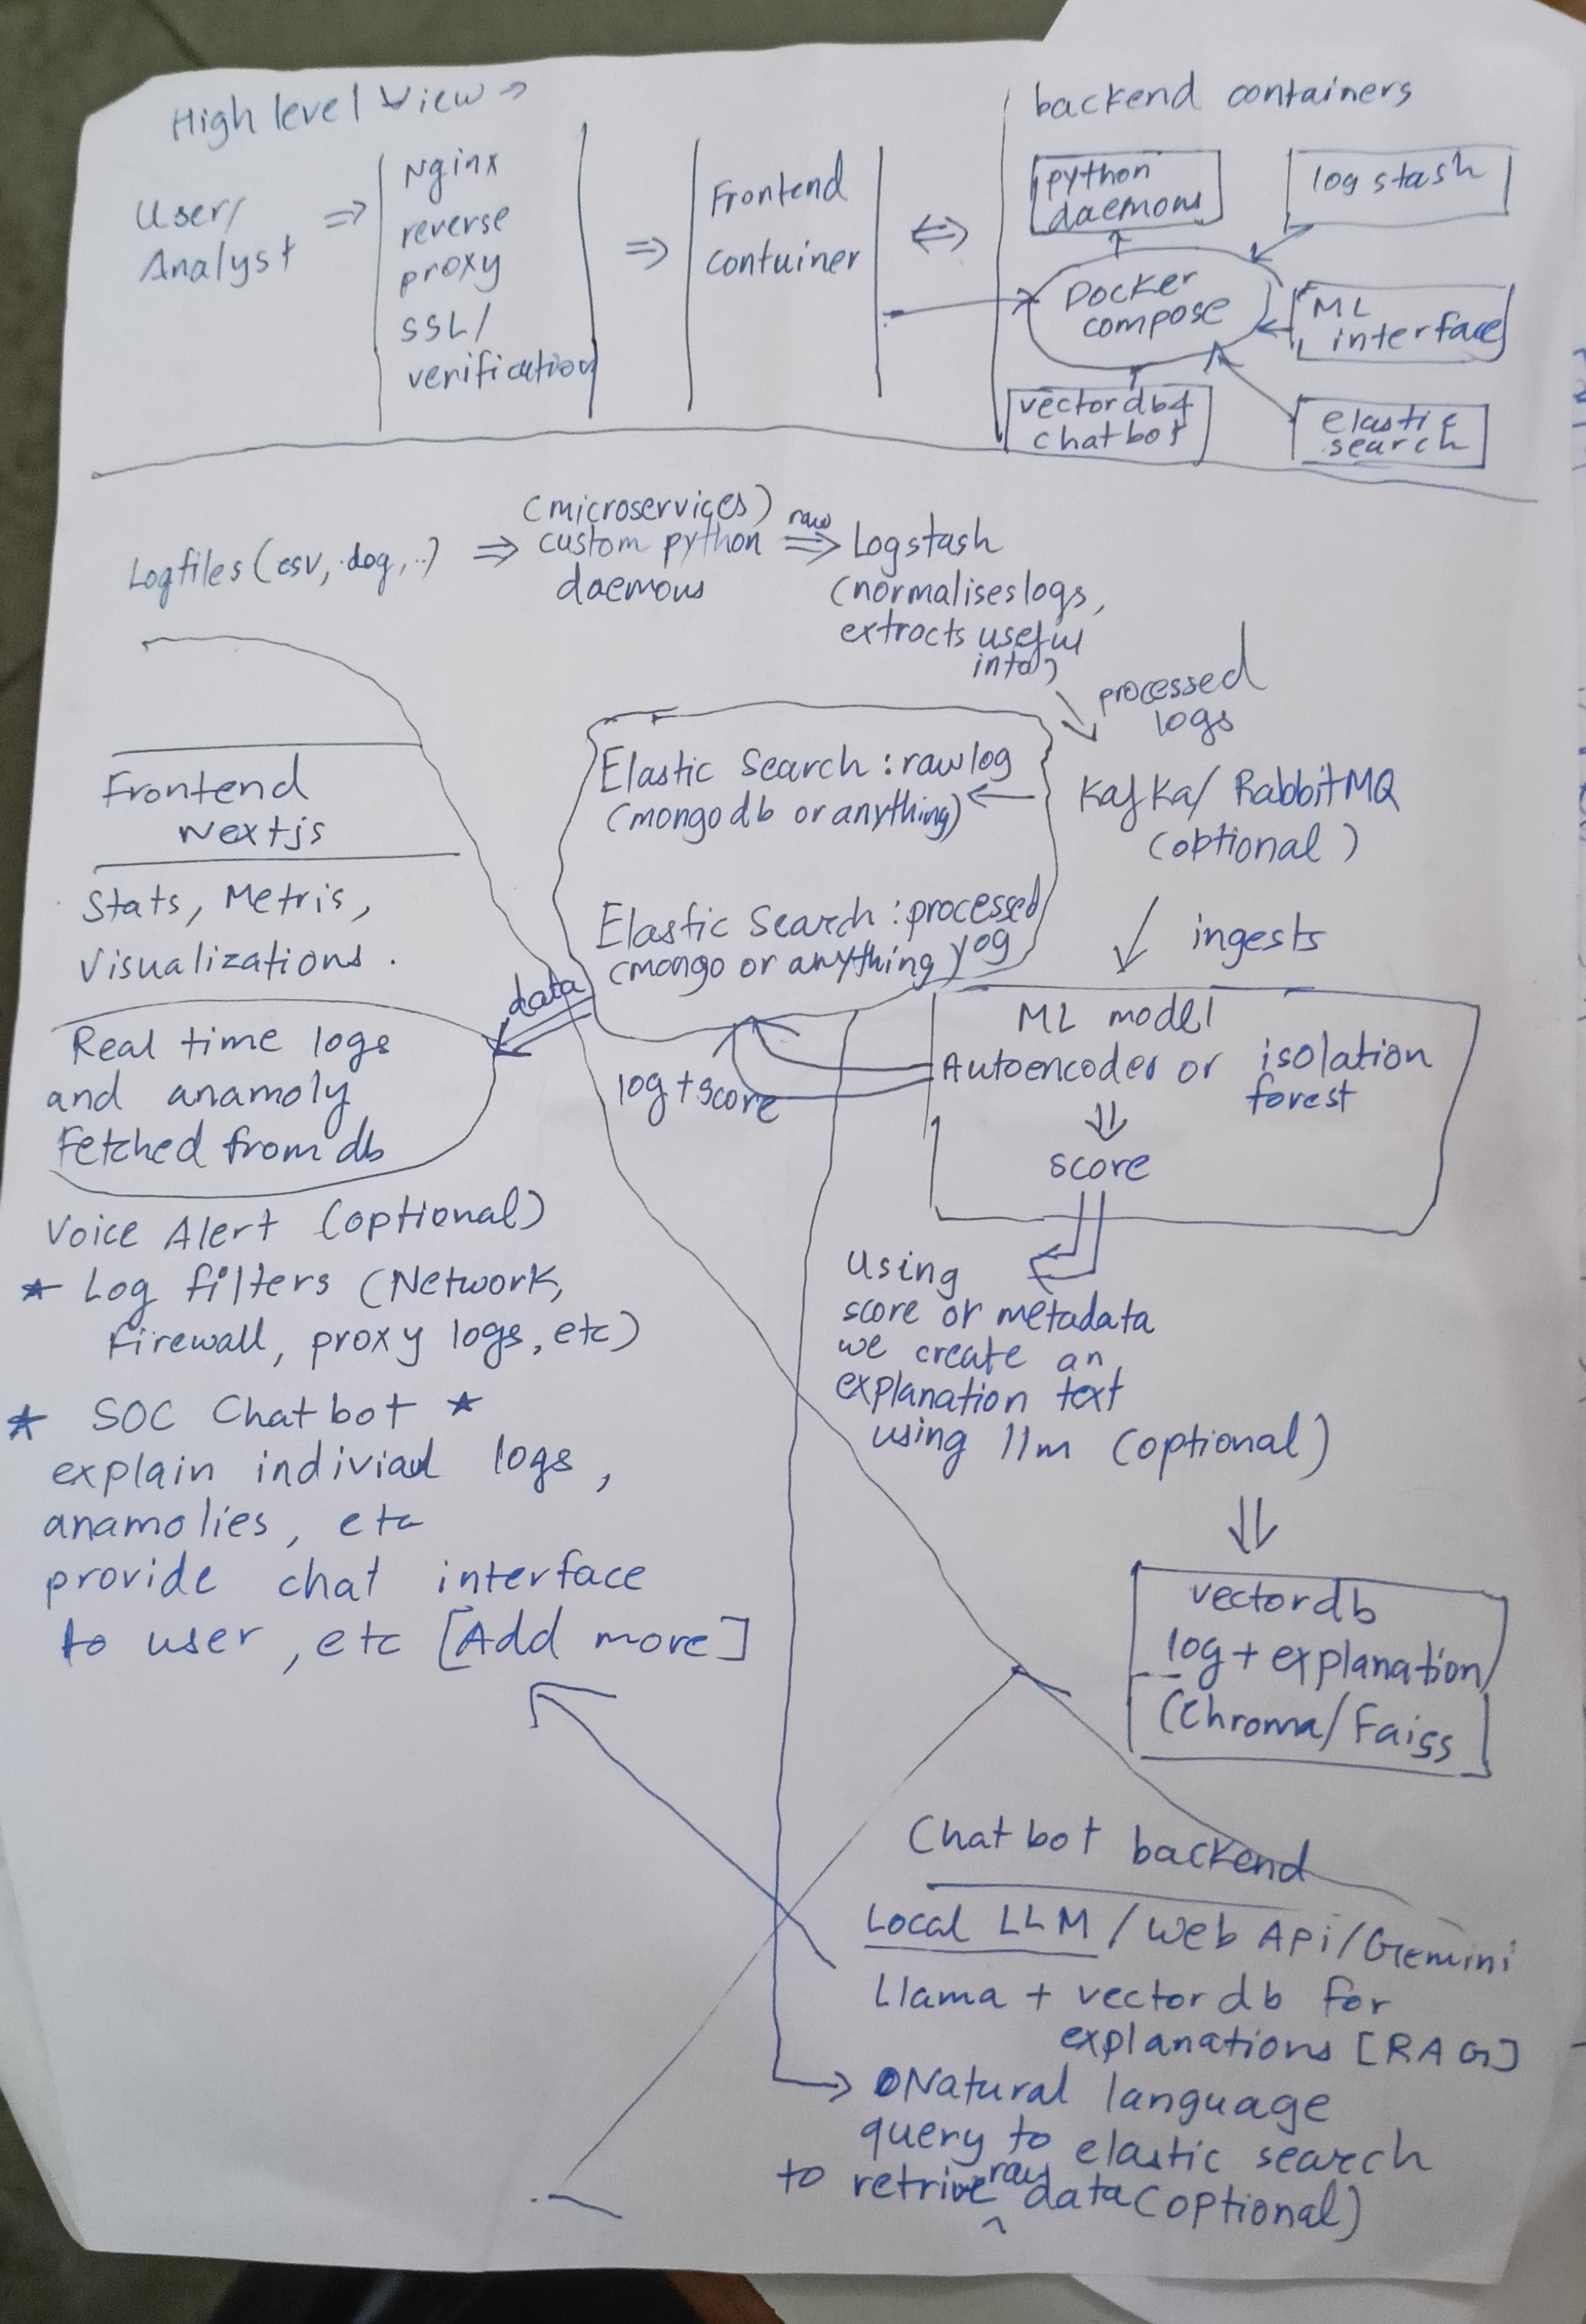 High level View →
User/
Analyst
⇒
Nginx
reverse
proxy
SSL/
verification
⇒
Frontend
container
⇔
backend containers
python
daemons
logstash
Docker
compose
ML
interface
vectordb &
chatbot
elastic
search
Logfiles (csv, .log, ..)
⇒
(microservices)
custom python
daemons
raw
⇒
Logstash
(normalises logs,
extracts useful
info)
processed
logs
Kafka/ RabbitMQ
(optional)
ingests
Elastic Search : raw log
(mongo db or anything)
Elastic Search : processed
(mongo or anything) log
data
log + score
ML model
Autoencoder or isolation
forest
⇓
score
Using
score or metadata
we create an
explanation text
using llm (optional)
⇓
vectordb
log + explanation
(Chroma/Faiss
Frontend
Nextjs
Stats, Metris,
Visualizations.
Real time logs
and anamoly
Fetched from db
Voice Alert (optional)
★ Log filters (Network,
Firewall, proxy logs, etc)
★ SOC Chatbot ★
explain logs,
anamolies, etc
provide chat interface
to user, etc [Add more]
Chatbot backend
Local LLM / Web Api/Gemini
Llama + vectordb for
explanations [RAG]
Natural language
query to elastic search
to retrive raw data (optional)